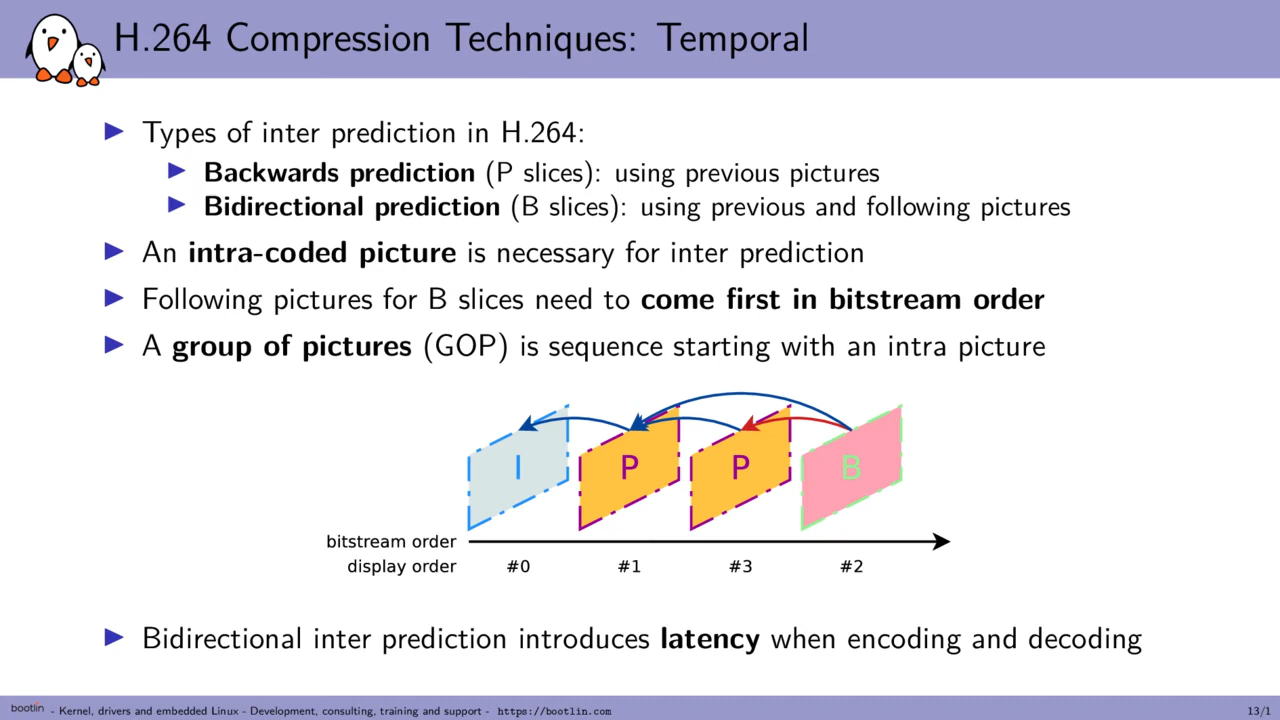 H.264 Compression Techniques: Temporal
▶ Types of inter prediction in H.264:
▶ Backwards prediction (P slices): using previous pictures
▶ Bidirectional prediction (B slices): using previous and following pictures
▶ An intra-coded picture is necessary for inter prediction
▶ Following pictures for B slices need to come first in bitstream order
▶ A group of pictures (GOP) is sequence starting with an intra picture
I P P B
bitstream order
display order #0 #1 #3 #2
▶ Bidirectional inter prediction introduces latency when encoding and decoding
bootlin - Kernel, drivers and embedded Linux - Development, consulting, training and support - https://bootlin.com 13/1